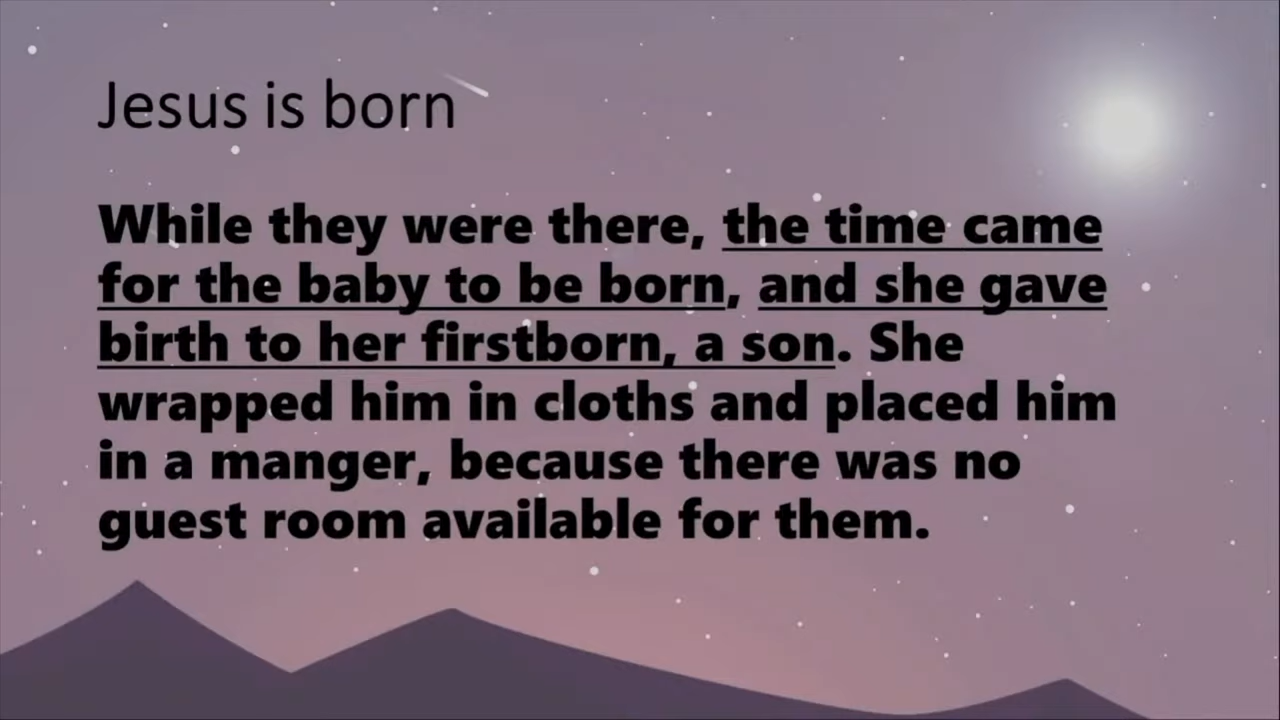 Jesus is born
While they were there, the time came
for the baby to be born, and she gave
birth to her firstborn, a son. She
wrapped him in cloths and placed him
in a manger, because there was no
guest room available for them.